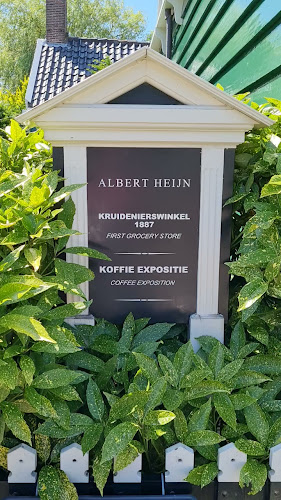 ALBERT HEIJN
KRUIDENIERSWINKEL
1887
FIRST GROCERY STORE
KOFFIE EXPOSITIE
COFFEE EXPOSITION